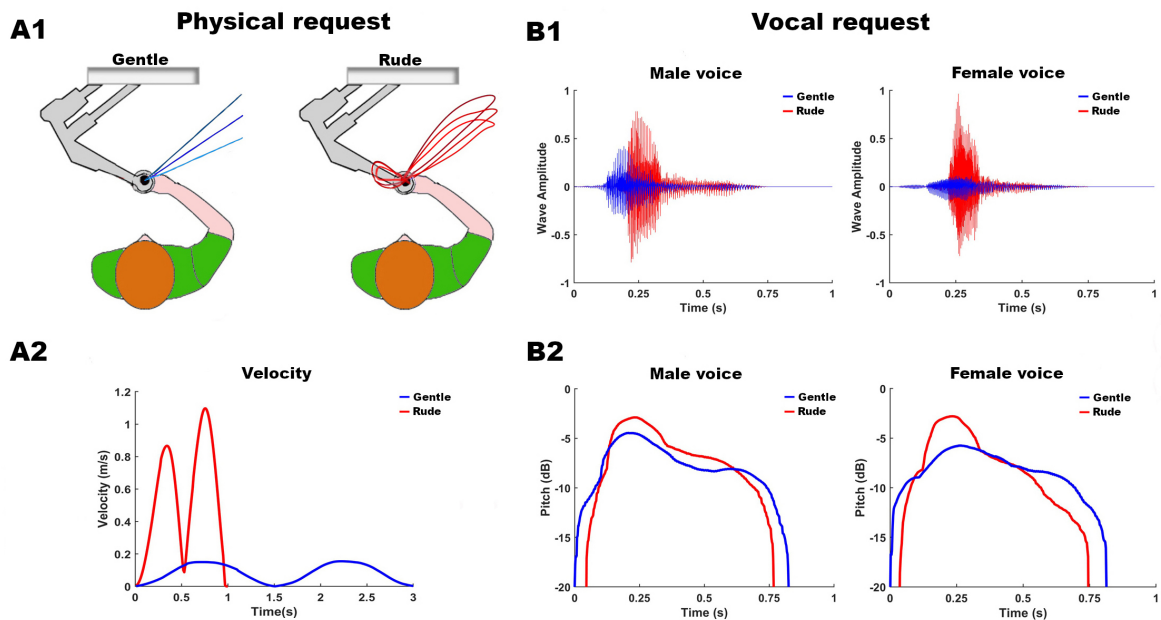 A1
Physical request
Gentle
Rude
A2
Velocity
Gentle
Rude
Velocity (m/s)
1.2
1
0.8
0.6
0.4
0.2
0
0 0.5 1 1.5 2 2.5 3
Time(s)
B1
Vocal request
Male voice
Gentle
Rude
Wave Amplitude
1
0.5
0
-0.5
-1
0 0.25 0.5 0.75 1
Time (s)
Female voice
Gentle
Rude
Wave Amplitude
1
0.5
0
-0.5
-1
0 0.25 0.5 0.75 1
Time (s)
B2
Male voice
Gentle
Rude
Pitch (dB)
0
-5
-10
-15
-20
0 0.25 0.5 0.75 1
Time (s)
Female voice
Gentle
Rude
Pitch (dB)
0
-5
-10
-15
-20
0 0.25 0.5 0.75 1
Time (s)